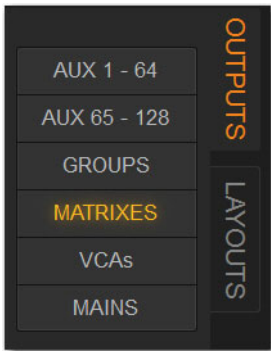 AUX 1 - 64
AUX 65 - 128
GROUPS
MATRIXES
VCAs
MAINS
OUTPUTS
LAYOUTS